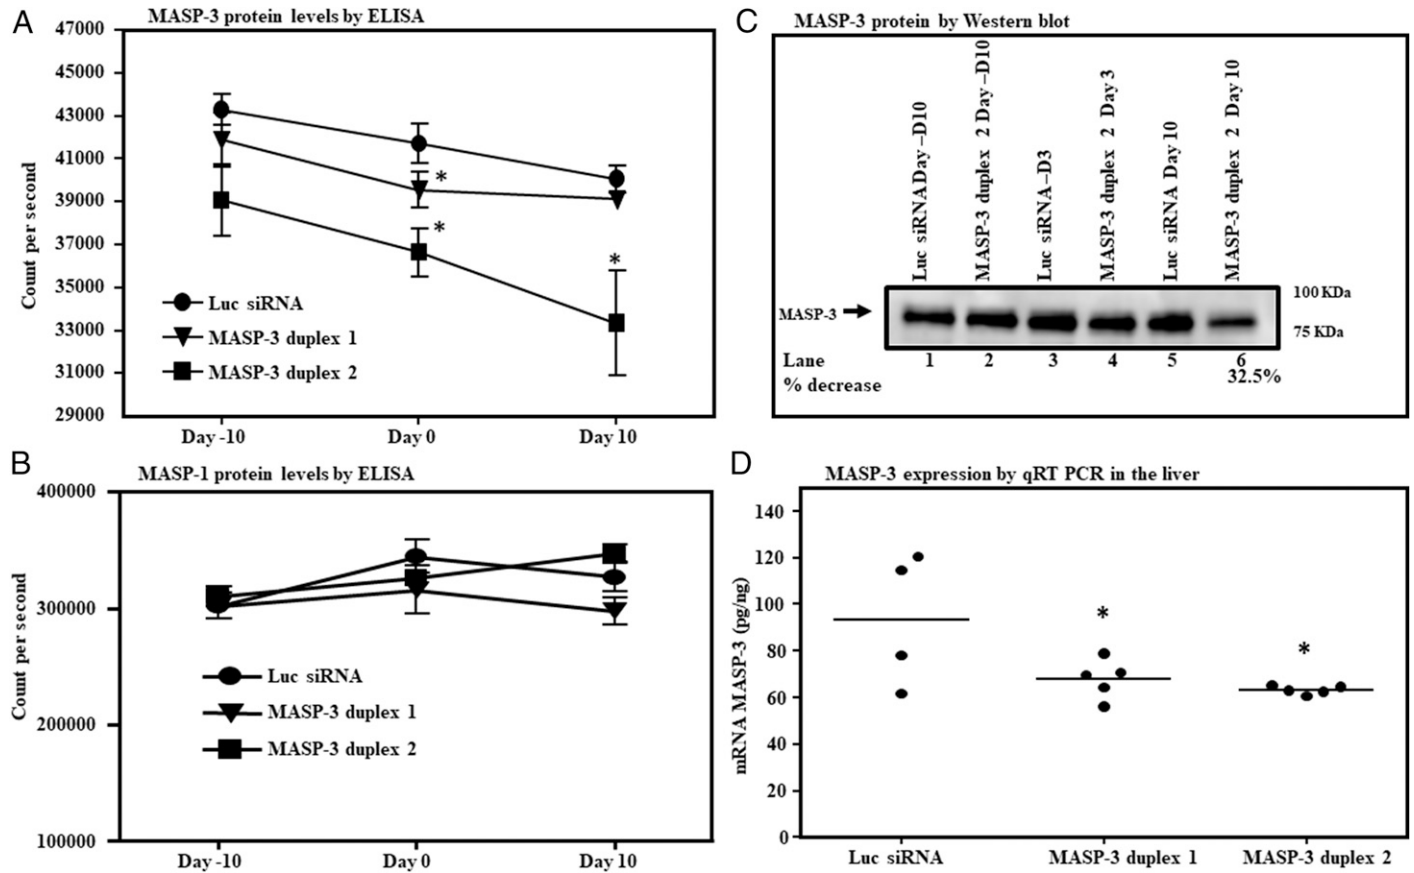 A
MASP-3 protein levels by ELISA
47000
45000
43000
41000
39000
37000
35000
33000
31000
29000
Count per second
*
*
*
Luc siRNA
MASP-3 duplex 1
MASP-3 duplex 2
Day -10
Day 0
Day 10
B
MASP-1 protein levels by ELISA
400000
300000
200000
100000
Count per second
Luc siRNA
MASP-3 duplex 1
MASP-3 duplex 2
Day -10
Day 0
Day 10
C
MASP-3 protein by Western blot
Luc siRNA Day –D10
MASP-3 duplex 2 Day –D10
Luc siRNA –D3
MASP-3 duplex 2 Day 3
Luc siRNA Day 10
MASP-3 duplex 2 Day 10
MASP-3
100 KDa
75 KDa
Lane 1 2 3 4 5 6
% decrease 32.5%
D
MASP-3 expression by qRT PCR in the liver
140
120
100
80
60
40
20
0
mRNA MASP-3 (pg/ng)
*
*
Luc siRNA
MASP-3 duplex 1
MASP-3 duplex 2